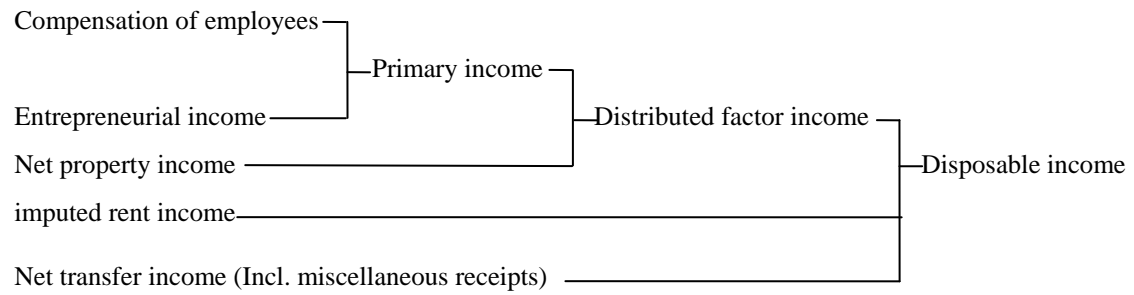 Compensation of employees
Primary income
Entrepreneurial income
Distributed factor income
Net property income
Disposable income
imputed rent income
Net transfer income (Incl. miscellaneous receipts)